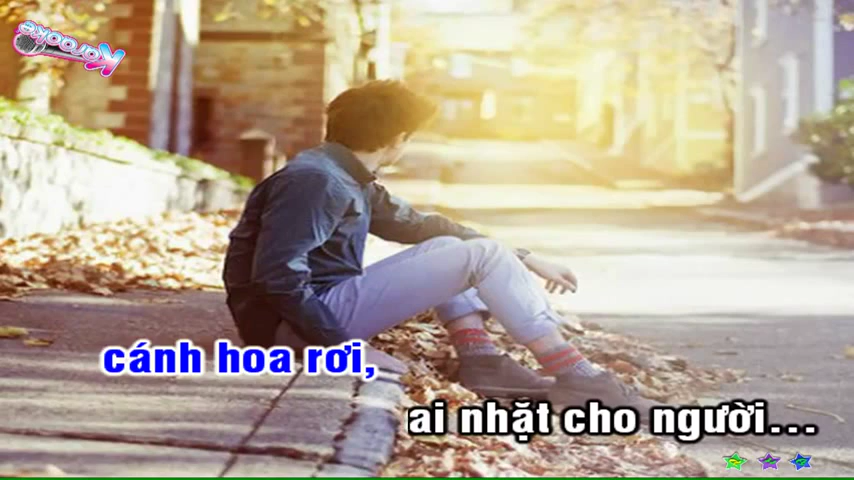 Karaoke
cánh hoa rơi,
ai nhặt cho người...